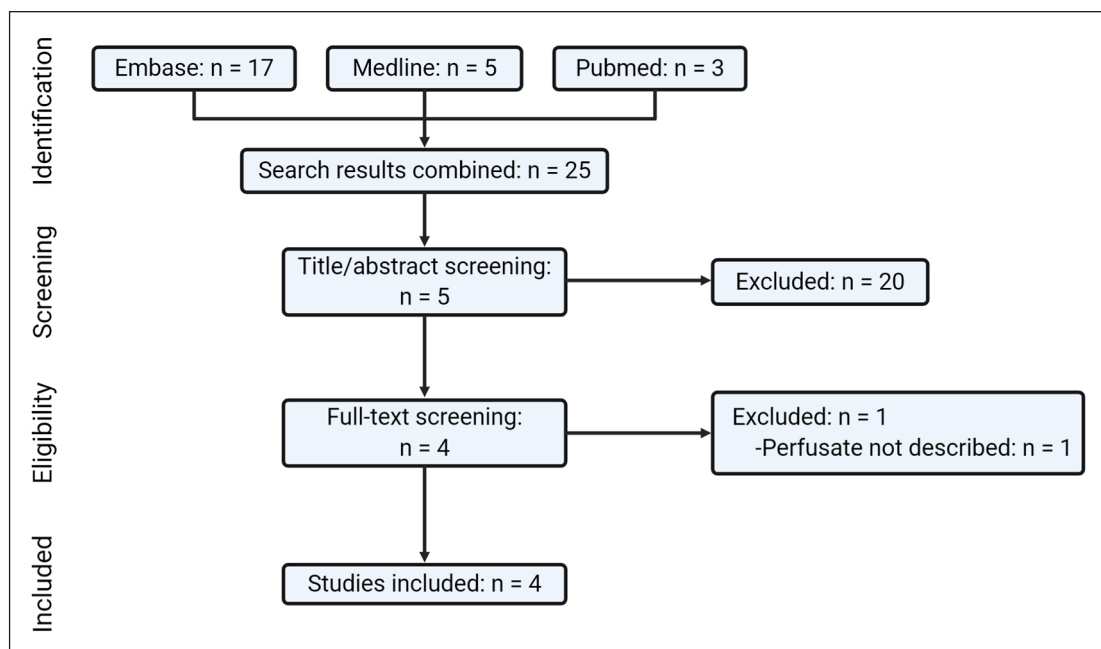 Identification
Embase: n = 17
Medline: n = 5
Pubmed: n = 3
Search results combined: n = 25
Screening
Title/abstract screening:
n = 5
Excluded: n = 20
Eligibility
Full-text screening:
n = 4
Excluded: n = 1
-Perfusate not described: n = 1
Included
Studies included: n = 4